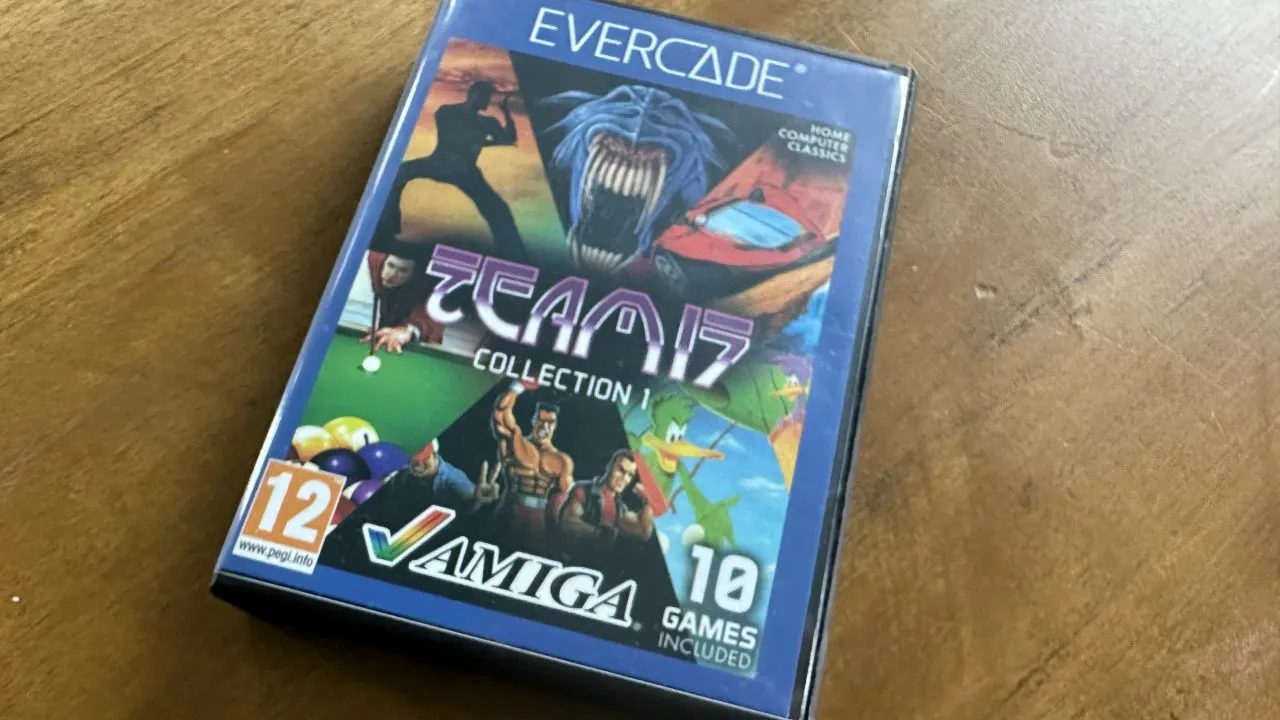 EVERCADE®
HOME
COMPUTER
CLASSICS
TEAM17
COLLECTION 1
12
www.pegi.info
AMIGA
10
GAMES
INCLUDED